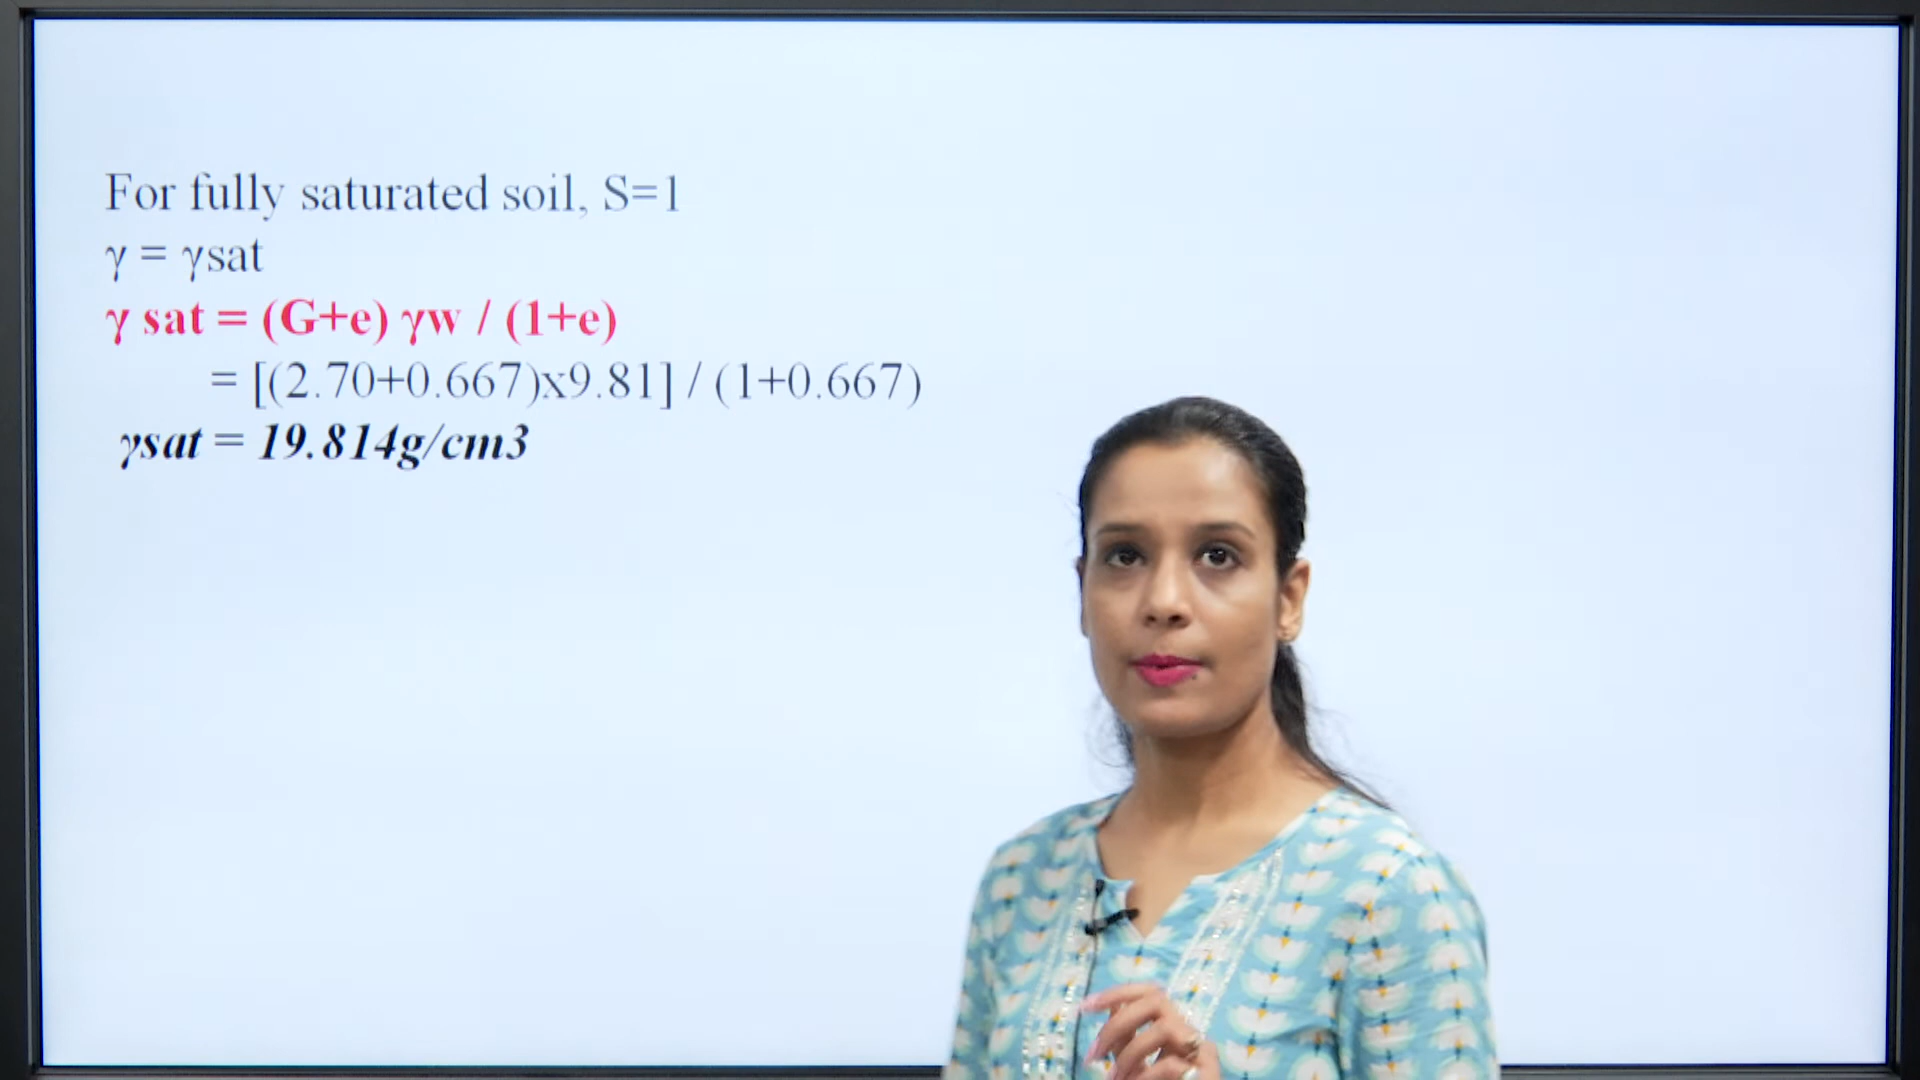 For fully saturated soil, S=1
γ = γsat
γ sat = (G+e) γw / (1+e)
= [(2.70+0.667)x9.81] / (1+0.667)
γsat = 19.814g/cm3